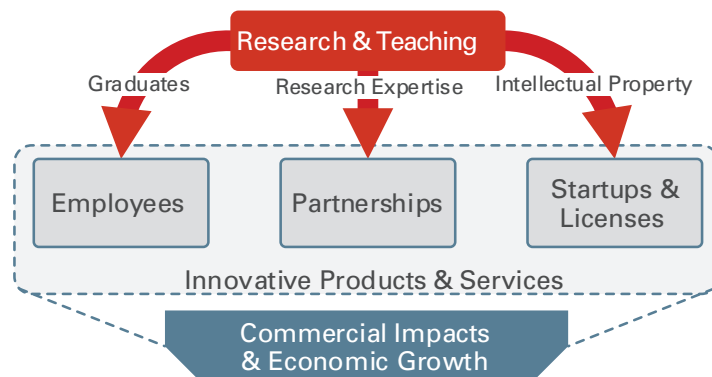 Research & Teaching
Graduates
Research Expertise
Intellectual Property
Employees
Partnerships
Startups &
Licenses
Innovative Products & Services
Commercial Impacts
& Economic Growth